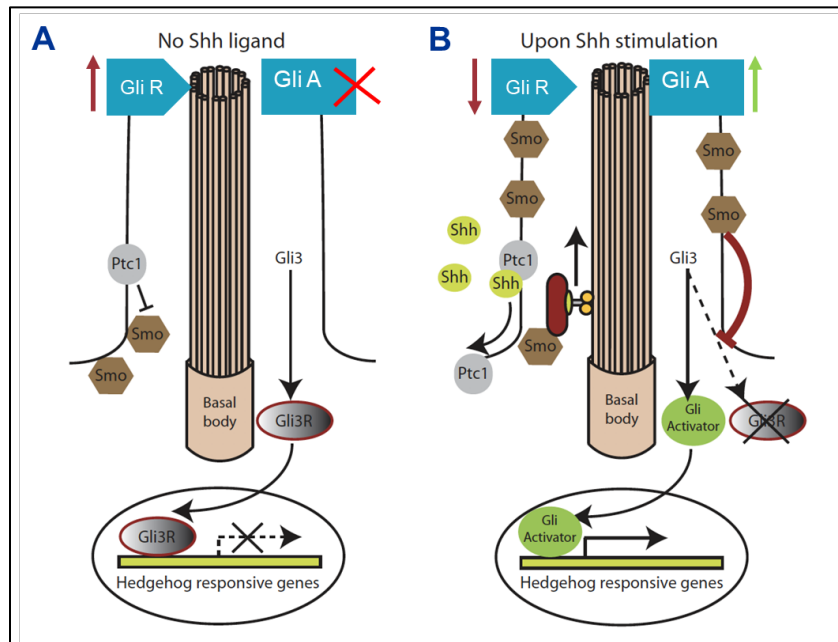 A
No Shh ligand
Gli R
Gli A
Ptc1
Smo
Smo
Gli3
Basal
body
Gli3R
Gli3R
Hedgehog responsive genes
B
Upon Shh stimulation
Gli R
Gli A
Smo
Smo
Smo
Smo
Shh
Ptc1
Shh
Shh
Smo
Ptc1
Gli3
Basal
body
Gli
Activator
Gli3R
Gli
Activator
Hedgehog responsive genes